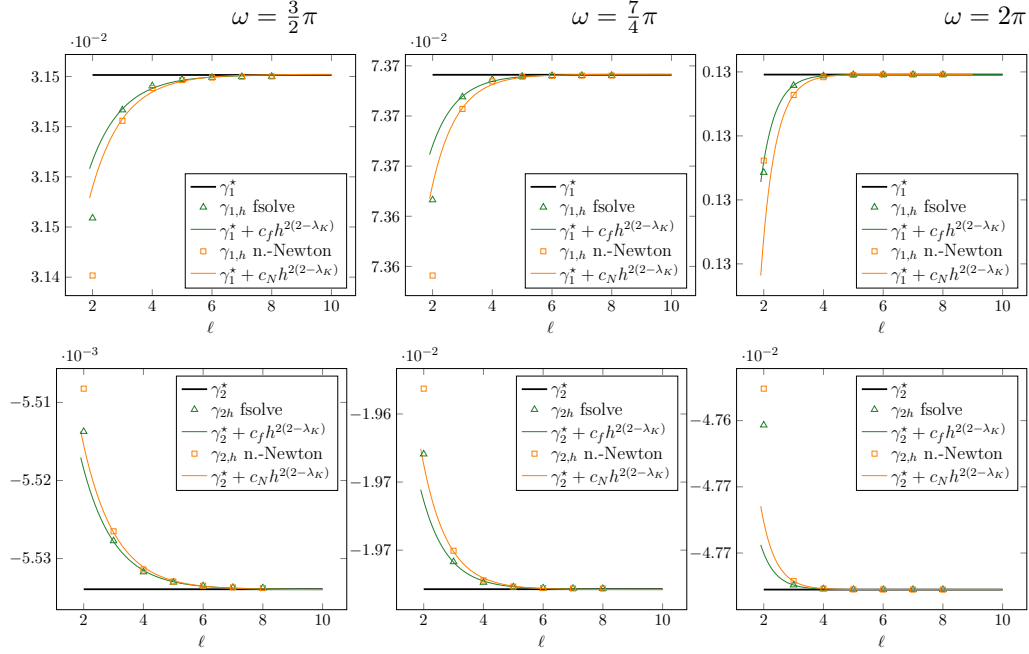 ω = 3/2 π
ω = 7/4 π
ω = 2π
·10⁻²
3.15
3.15
3.15
3.15
3.14
2 4 6 8 10
ℓ
γ₁*
γ₁,ₕ fsolve
γ₁* + c_f h^{2(2−λ_K)}
γ₁,ₕ n.-Newton
γ₁* + c_N h^{2(2−λ_K)}
·10⁻²
7.37
7.37
7.37
7.36
7.36
2 4 6 8 10
ℓ
γ₁*
γ₁,ₕ fsolve
γ₁* + c_f h^{2(2−λ_K)}
γ₁,ₕ n.-Newton
γ₁* + c_N h^{2(2−λ_K)}
0.13
0.13
0.13
0.13
2 4 6 8 10
ℓ
γ₁*
γ₁,ₕ fsolve
γ₁* + c_f h^{2(2−λ_K)}
γ₁,ₕ n.-Newton
γ₁* + c_N h^{2(2−λ_K)}
·10⁻³
−5.51
−5.52
−5.53
2 4 6 8 10
ℓ
γ₂*
γ₂ₕ fsolve
γ₂* + c_f h^{2(2−λ_K)}
γ₂,ₕ n.-Newton
γ₂* + c_N h^{2(2−λ_K)}
·10⁻²
−1.96
−1.97
−1.97
2 4 6 8 10
ℓ
γ₂*
γ₂ₕ fsolve
γ₂* + c_f h^{2(2−λ_K)}
γ₂,ₕ n.-Newton
γ₂* + c_N h^{2(2−λ_K)}
·10⁻²
−4.76
−4.77
−4.77
2 4 6 8 10
ℓ
γ₂*
γ₂ₕ fsolve
γ₂* + c_f h^{2(2−λ_K)}
γ₂,ₕ n.-Newton
γ₂* + c_N h^{2(2−λ_K)}